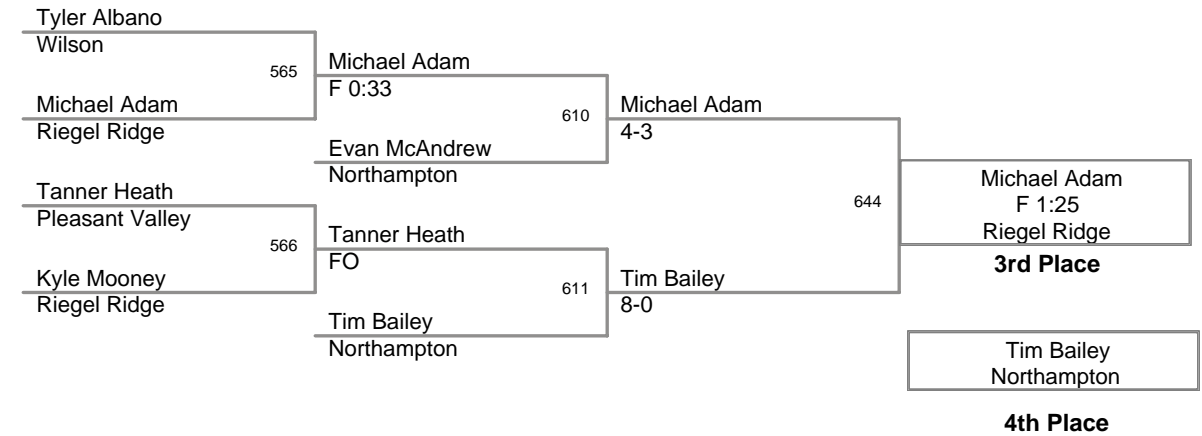 Tyler Albano
Wilson
565
Michael Adam
Riegel Ridge
Tanner Heath
Pleasant Valley
566
Kyle Mooney
Riegel Ridge
Michael Adam
F 0:33
610
Evan McAndrew
Northampton
Tanner Heath
FO
611
Tim Bailey
Northampton
Michael Adam
4-3
644
Tim Bailey
8-0
Michael Adam
F 1:25
Riegel Ridge
3rd Place
Tim Bailey
Northampton
4th Place